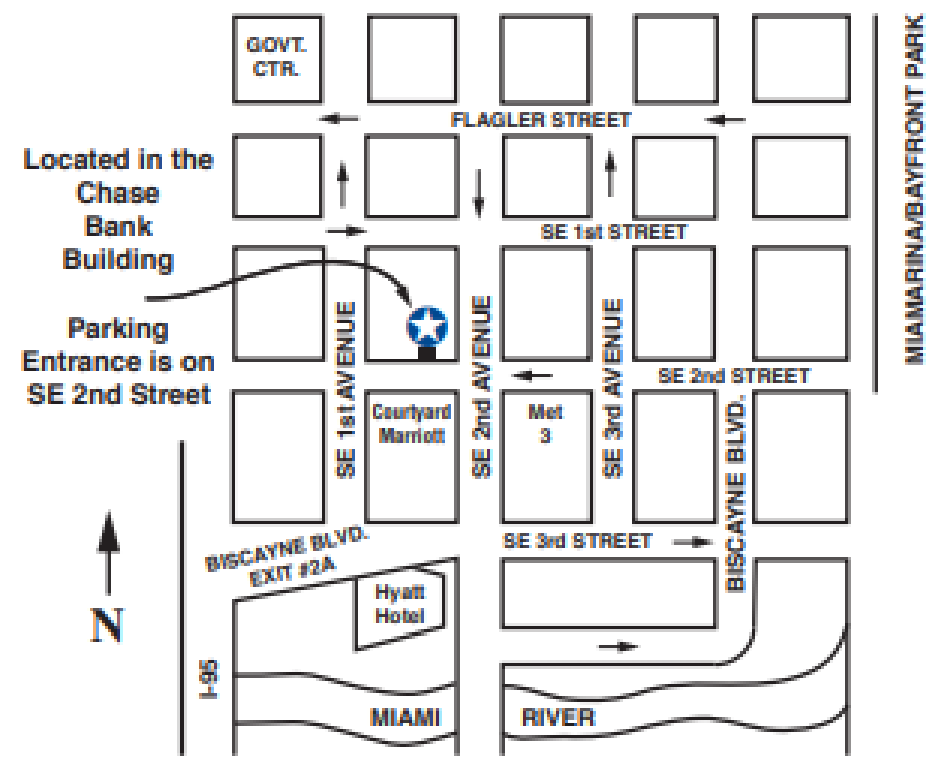 GOVT.
CTR.
FLAGLER STREET
MIAMARINA/BAYFRONT PARK
Located in the
Chase
Bank
Building
SE 1st STREET
Parking
Entrance is on
SE 2nd Street
SE 1st AVENUE
SE 2nd AVENUE
SE 3rd AVENUE
SE 2nd STREET
Courtyard
Marriott
Met
3
BISCAYNE BLVD.
SE 3rd STREET
BISCAYNE BLVD.
EXIT #2A
Hyatt
Hotel
N
I-95
MIAMI
RIVER